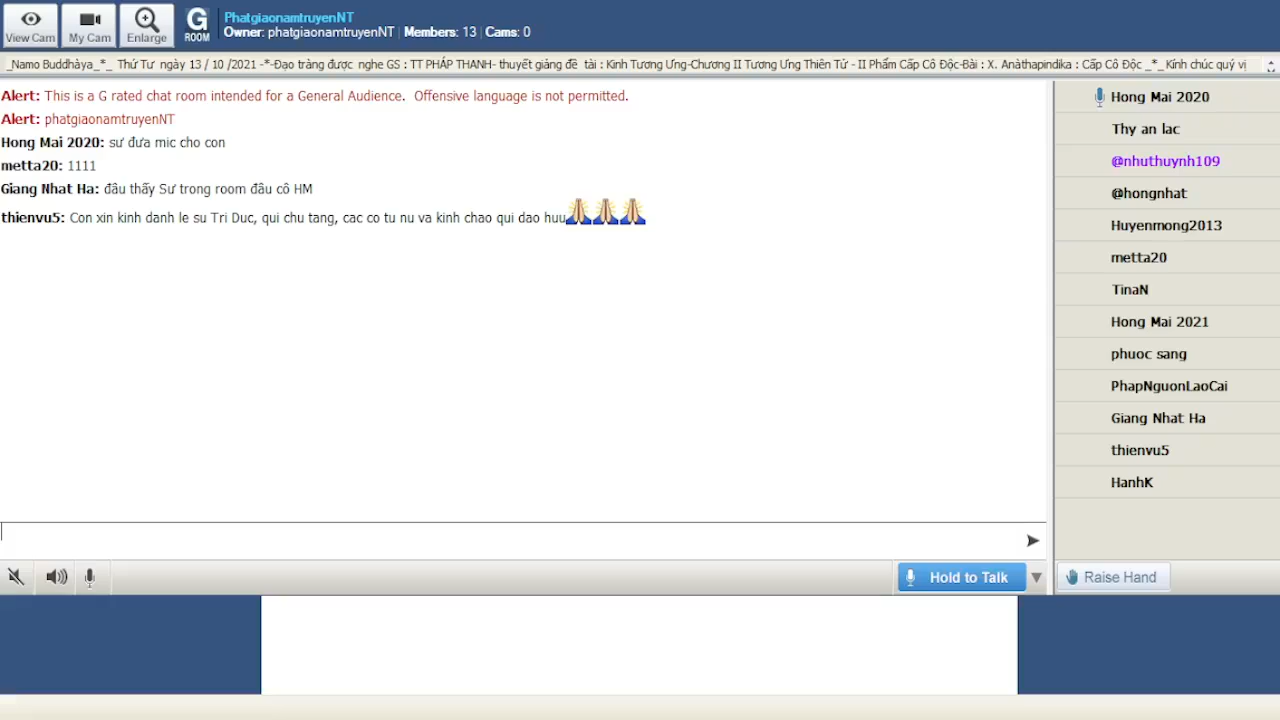 View Cam
My Cam
Enlarge
G
ROOM
PhatgiaonamtruyenNT
Owner: phatgiaonamtruyenNT | Members: 13 | Cams: 0
_Namo Buddhàya_*_ Thứ Tư ngày 13 / 10 /2021 -*-Đạo tràng được nghe GS : TT PHÁP THANH- thuyết giảng đề tài : Kinh Tương Ưng-Chương II Tương Ưng Thiên Tử - II Phẩm Cấp Cô Độc-Bài : X. Anàthapindika : Cấp Cô Độc _*_Kính chúc quý vị
Alert: This is a G rated chat room intended for a General Audience. Offensive language is not permitted.
Alert: phatgiaonamtruyenNT
Hong Mai 2020: sư đưa mic cho con
metta20: 1111
Giang Nhat Ha: đâu thấy Sư trong room đâu cô HM
thienvu5: Con xin kinh danh le su Tri Duc, qui chu tang, cac co tu nu va kinh chao qui dao huu
Hong Mai 2020
Thy an lac
@nhuthuynh109
@hongnhat
Huyenmong2013
metta20
TinaN
Hong Mai 2021
phuoc sang
PhapNguonLaoCai
Giang Nhat Ha
thienvu5
HanhK
Hold to Talk
Raise Hand